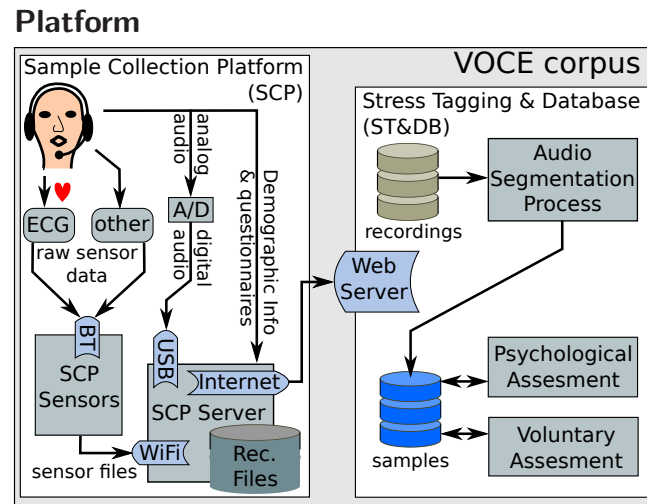 Platform
VOCE corpus
Sample Collection Platform
(SCP)
analog
audio
A/D
digital
audio
Demographic Info
& questionnaires
ECG
other
raw sensor
data
BT
SCP
Sensors
USB
Internet
SCP Server
sensor files
WiFi
Rec.
Files
Stress Tagging & Database
(ST&DB)
recordings
Audio
Segmentation
Process
Web
Server
samples
Psychological
Assesment
Voluntary
Assesment